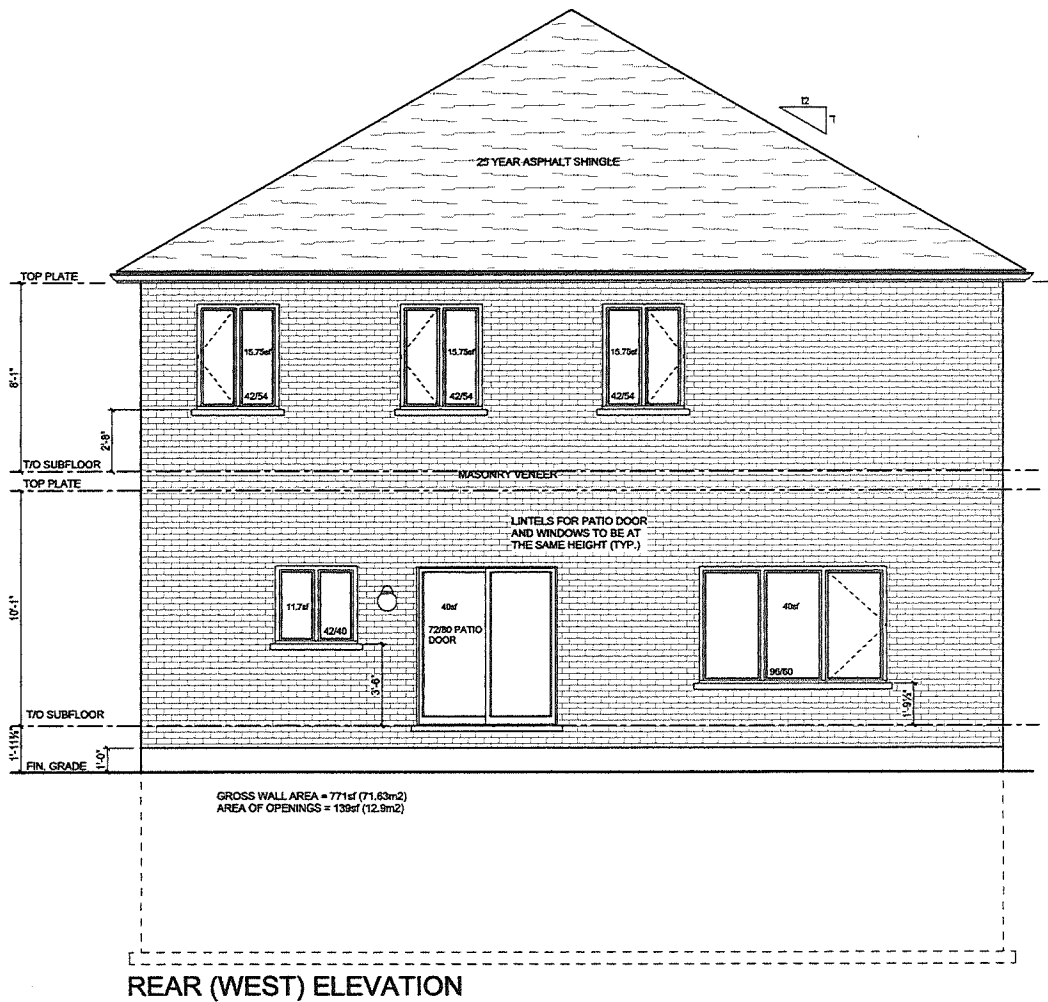 12
7
25 YEAR ASPHALT SHINGLE
TOP PLATE
15.75sf
15.75sf
15.75sf
8'-1"
42/54
42/54
42/54
2'-8"
T/O SUBFLOOR
MASONRY VENEER
TOP PLATE
LINTELS FOR PATIO DOOR
AND WINDOWS TO BE AT
THE SAME HEIGHT (TYP.)
10'-1"
11.7sf
40sf
40sf
42/40
72/80 PATIO
DOOR
96/60
3'-6"
1'-9½"
T/O SUBFLOOR
1'-11½"
1'-0"
FIN. GRADE
GROSS WALL AREA = 771sf (71.63m2)
AREA OF OPENINGS = 139sf (12.9m2)
REAR (WEST) ELEVATION